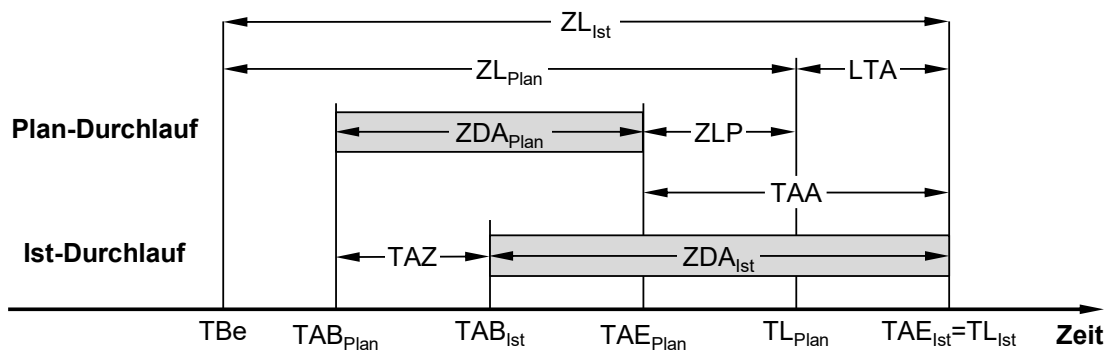 ZL_Ist
ZL_Plan LTA
Plan-Durchlauf ZDA_Plan ZLP
TAA
Ist-Durchlauf TAZ ZDA_Ist
TBe TAB_Plan TAB_Ist TAE_Plan TL_Plan TAE_Ist=TL_Ist Zeit